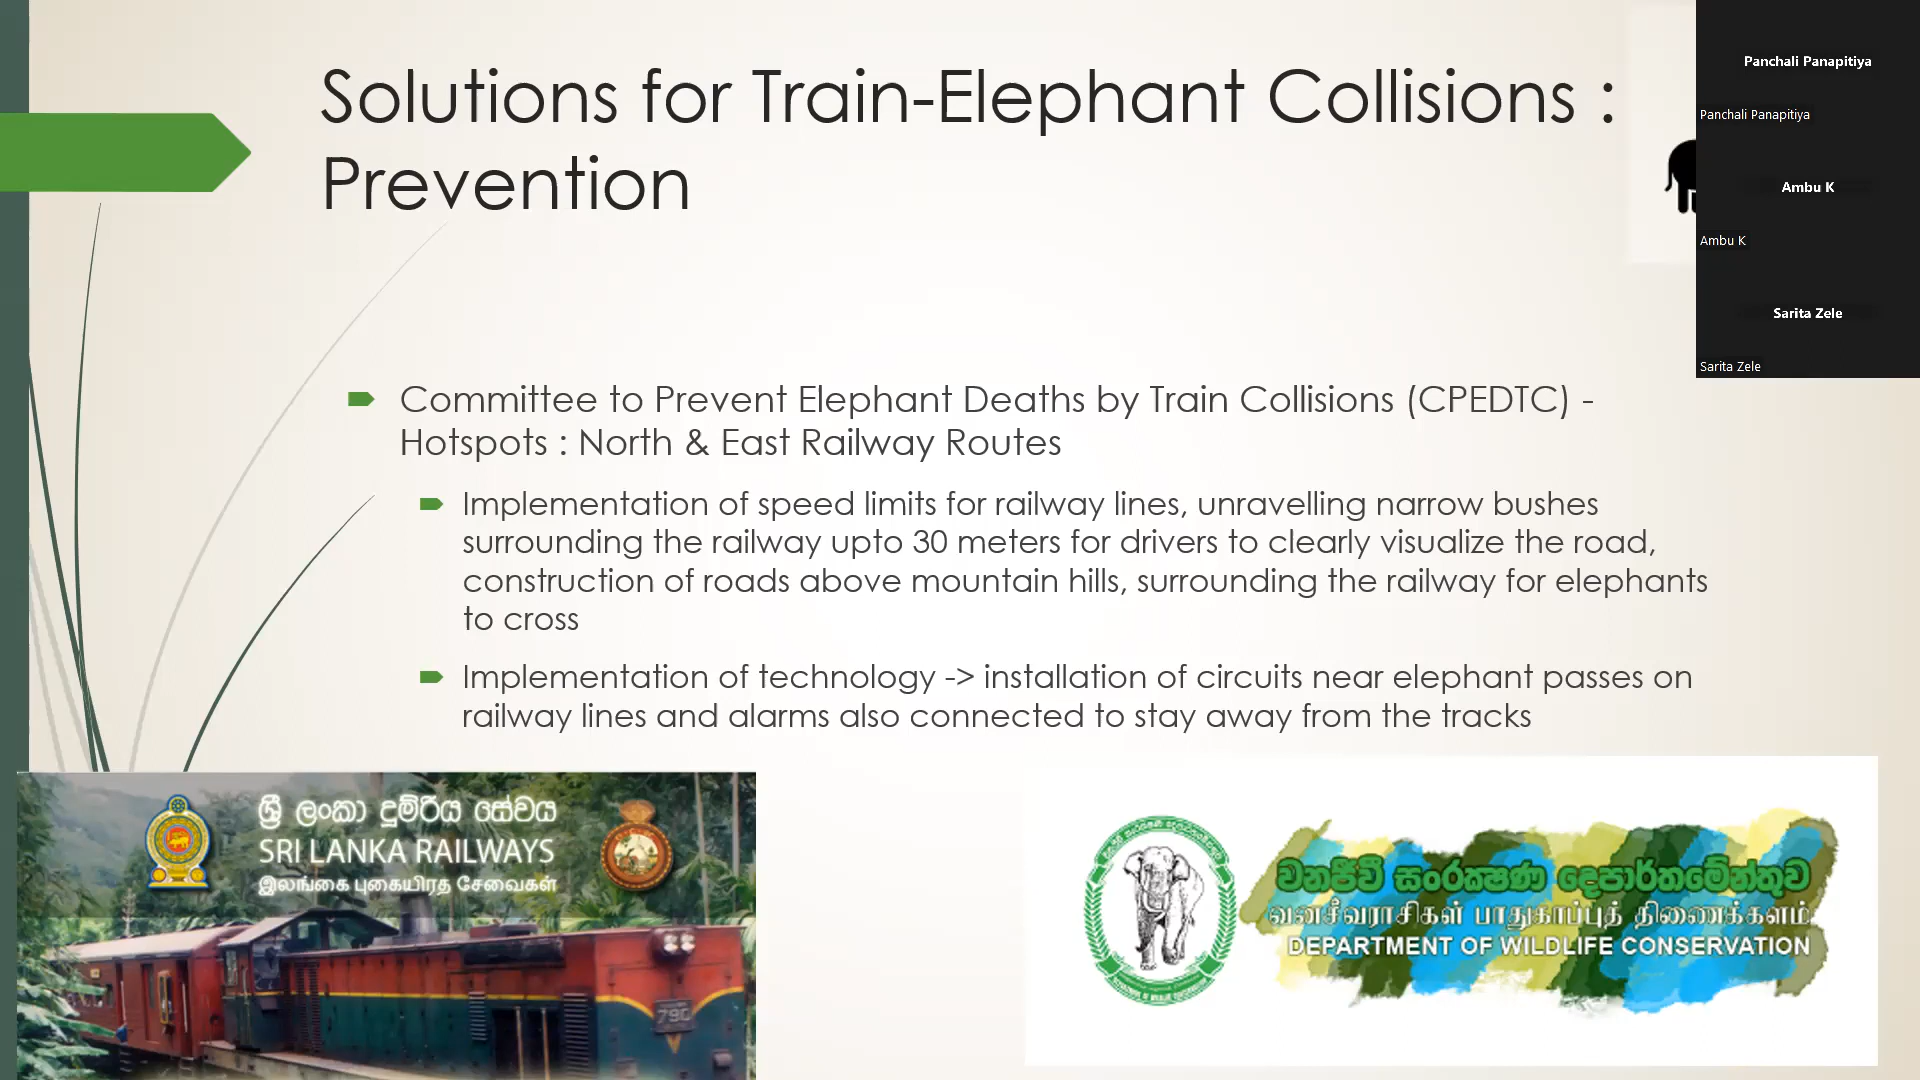 Solutions for Train-Elephant Collisions :
Prevention
Panchali Panapitiya
Panchali Panapitiya
Ambu K
Ambu K
Sarita Zele
Sarita Zele
Committee to Prevent Elephant Deaths by Train Collisions (CPEDTC) -
Hotspots : North & East Railway Routes
Implementation of speed limits for railway lines, unravelling narrow bushes
surrounding the railway upto 30 meters for drivers to clearly visualize the road,
construction of roads above mountain hills, surrounding the railway for elephants
to cross
Implementation of technology -> installation of circuits near elephant passes on
railway lines and alarms also connected to stay away from the tracks
ශ්‍රී ලංකා දුම්රිය සේවය
SRI LANKA RAILWAYS
இலங்கை புகையிரத சேவைகள்
790
වනජීවී සංරක්ෂණ දෙපාර්තමේන්තුව
வனசீவராசிகள் பாதுகாப்புத் திணைக்களம்
DEPARTMENT OF WILDLIFE CONSERVATION